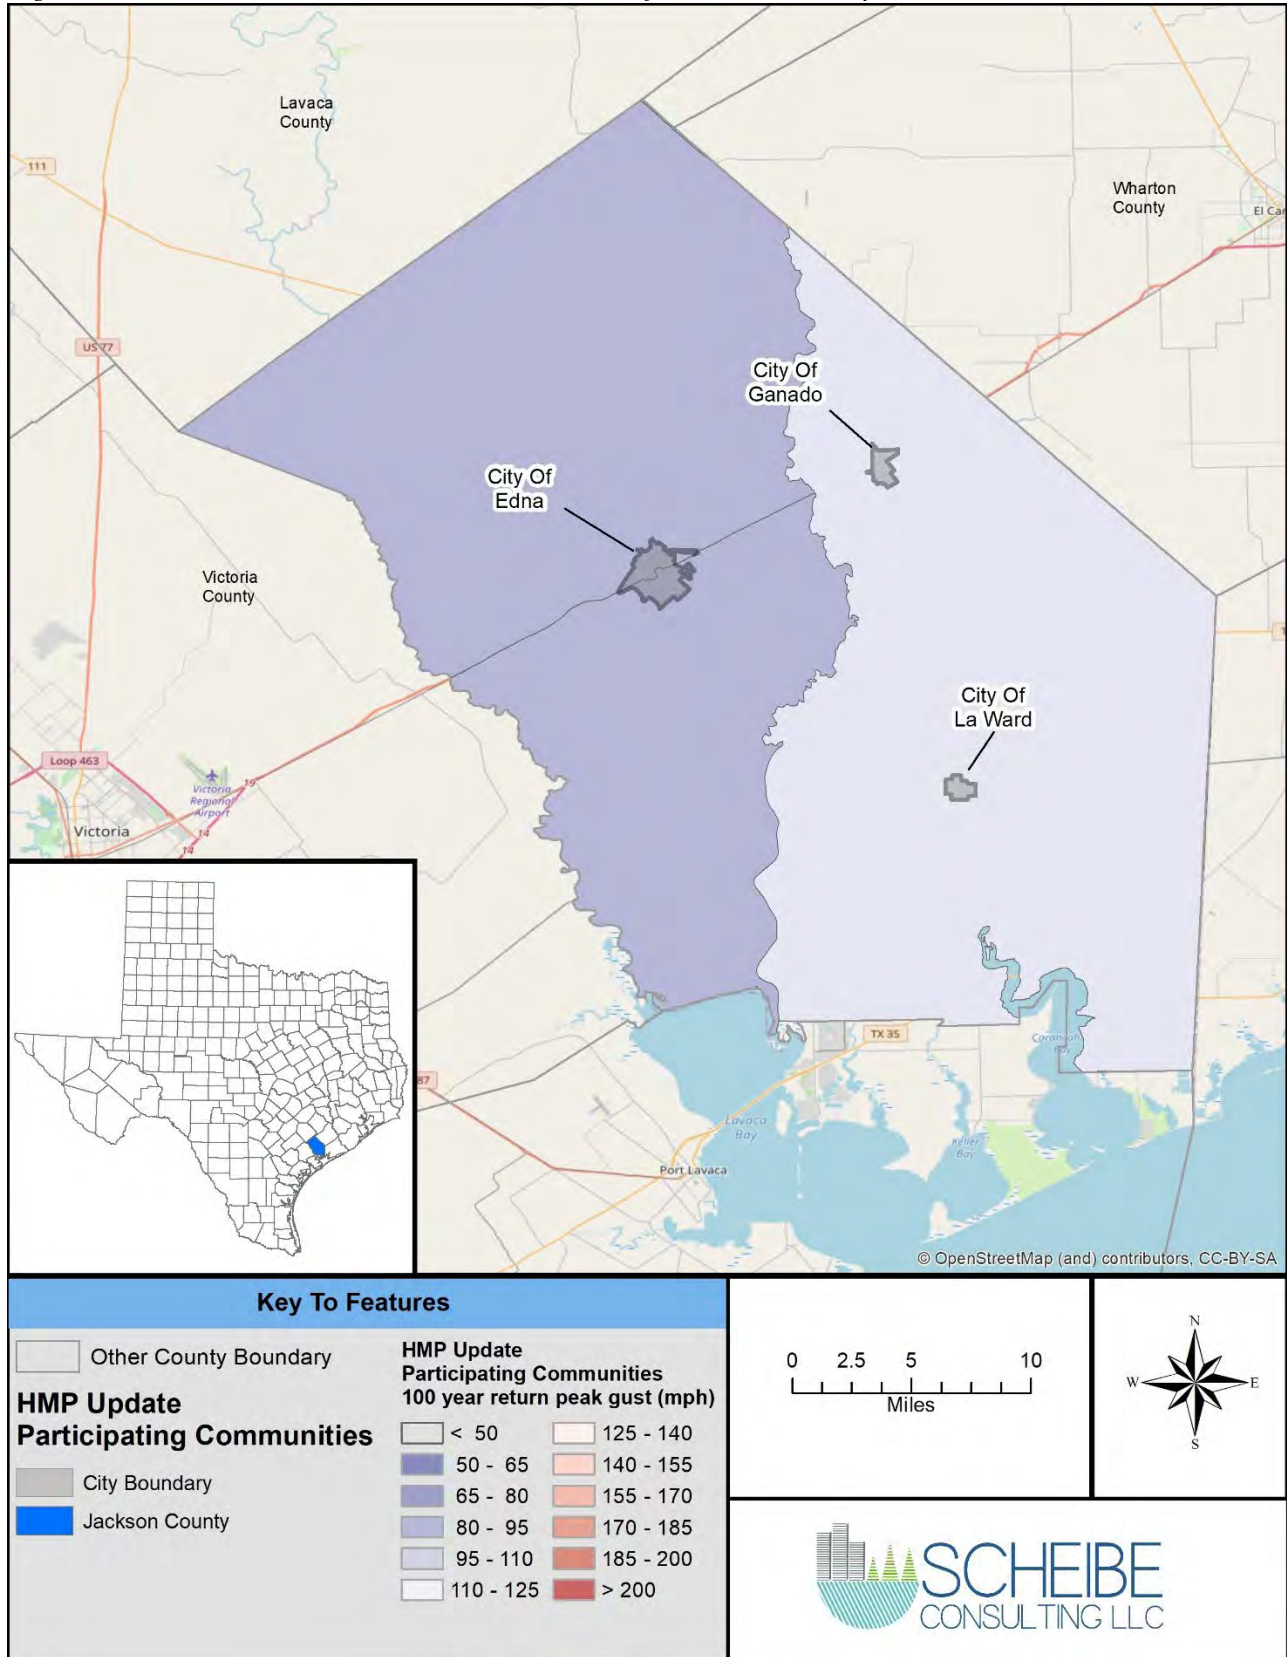 Lavaca
County
111
Wharton
County
El Car
US 77
City Of
Ganado
City Of
Edna
Victoria
County
City Of
La Ward
Loop 463
Victoria
Regional
Airport
19
14
14
Victoria
TX 35
Carancahua
Bay
87
Lavaca
Bay
Keller
Bay
Port Lavaca
© OpenStreetMap (and) contributors, CC-BY-SA
Key To Features
Other County Boundary
HMP Update
Participating Communities
City Boundary
Jackson County
HMP Update
Participating Communities
100 year return peak gust (mph)
< 50
50 - 65
65 - 80
80 - 95
95 - 110
110 - 125
125 - 140
140 - 155
155 - 170
170 - 185
185 - 200
> 200
0 2.5 5 10
Miles
N
W E
S
SCHEIBE
CONSULTING LLC